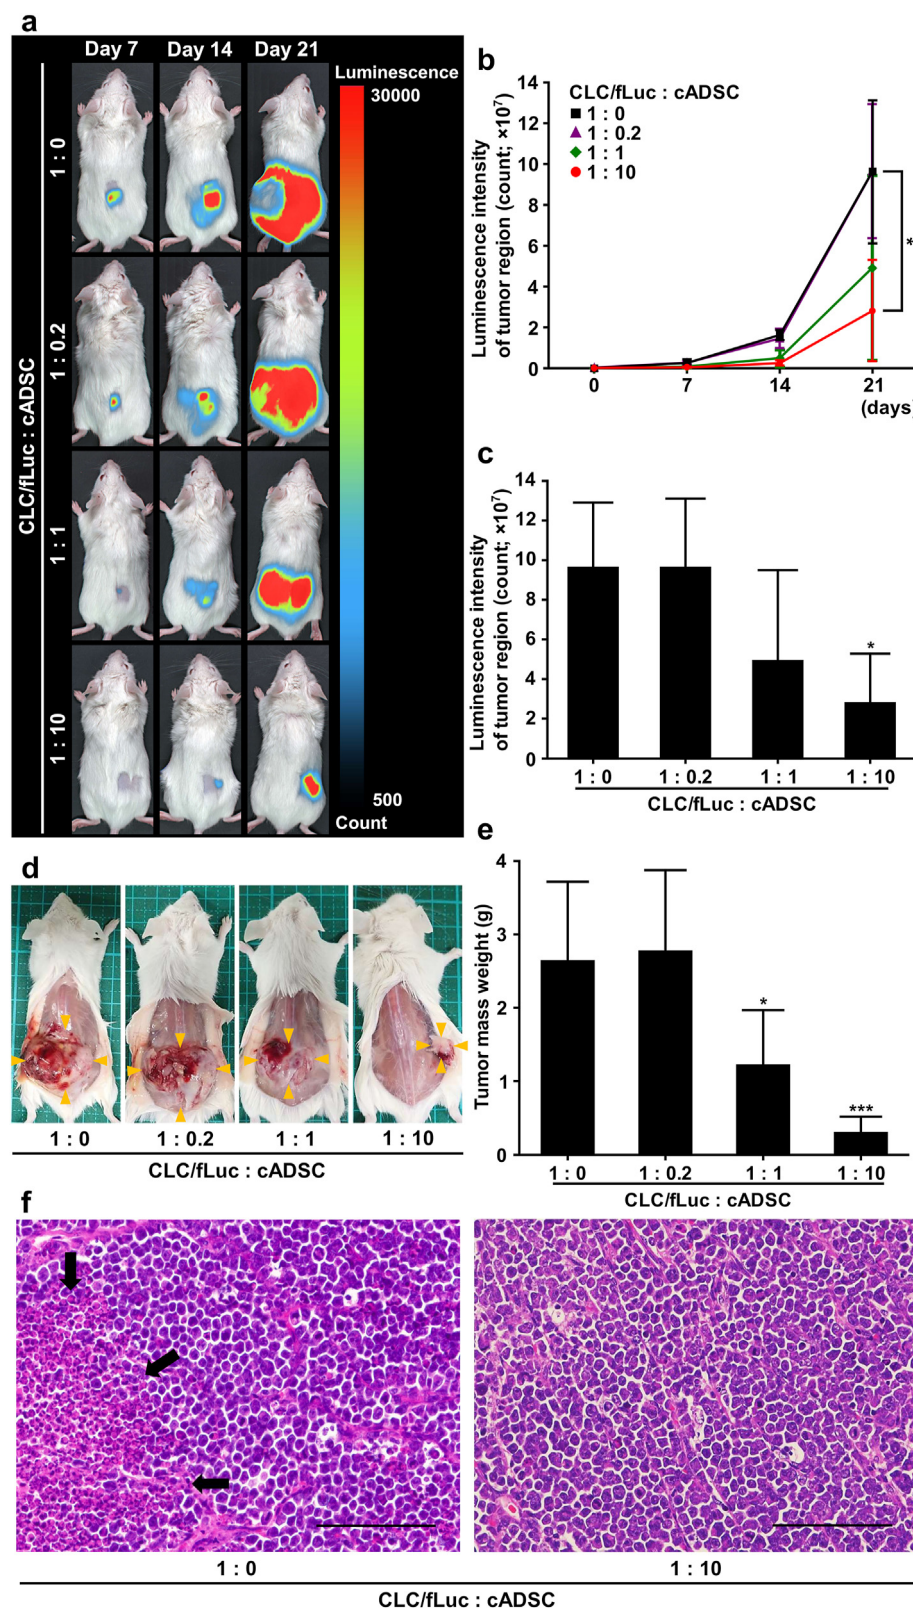 a
Day 7 Day 14 Day 21
CLC/fLuc : cADSC
1 : 0
1 : 0.2
1 : 1
1 : 10
Luminescence
30000
500
Count
b
CLC/fLuc : cADSC
1 : 0
1 : 0.2
1 : 1
1 : 10
Luminescence intensity
of tumor region (count; ×10⁷)
14
12
10
8
6
4
2
0
*
0 7 14 21
(days)
c
Luminescence intensity
of tumor region (count; ×10⁷)
14
12
10
8
6
4
2
0
*
1 : 0 1 : 0.2 1 : 1 1 : 10
CLC/fLuc : cADSC
d
1 : 0 1 : 0.2 1 : 1 1 : 10
CLC/fLuc : cADSC
e
Tumor mass weight (g)
4
3
2
1
0
*
***
1 : 0 1 : 0.2 1 : 1 1 : 10
CLC/fLuc : cADSC
f
1 : 0 1 : 10
CLC/fLuc : cADSC